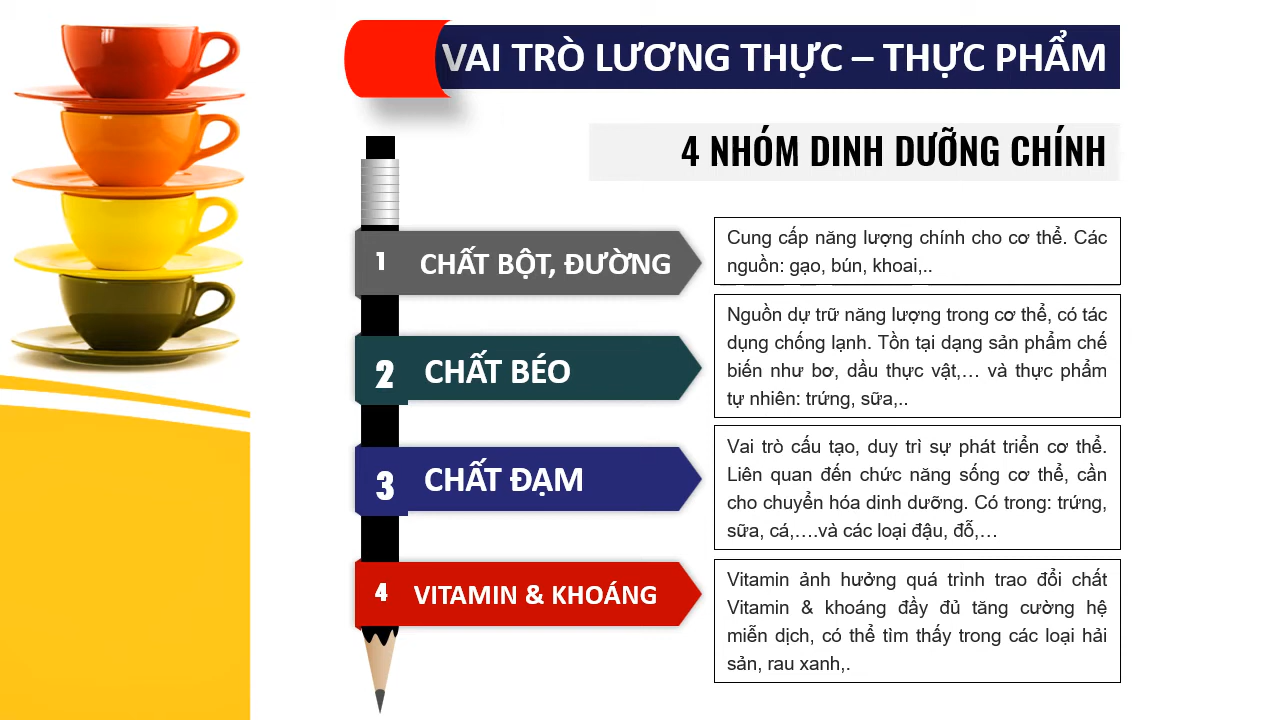 VAI TRÒ LƯƠNG THỰC – THỰC PHẨM
4 NHÓM DINH DƯỠNG CHÍNH
1
CHẤT BỘT, ĐƯỜNG
Cung cấp năng lượng chính cho cơ thể. Các
nguồn: gạo, bún, khoai,..
2
CHẤT BÉO
Nguồn dự trữ năng lượng trong cơ thể, có tác
dụng chống lạnh. Tồn tại dạng sản phẩm chế
biến như bơ, dầu thực vật,… và thực phẩm
tự nhiên: trứng, sữa,..
3
CHẤT ĐẠM
Vai trò cấu tạo, duy trì sự phát triển cơ thể.
Liên quan đến chức năng sống cơ thể, cần
cho chuyển hóa dinh dưỡng. Có trong: trứng,
sữa, cá,….và các loại đậu, đỗ,…
4
VITAMIN & KHOÁNG
Vitamin ảnh hưởng quá trình trao đổi chất
Vitamin & khoáng đầy đủ tăng cường hệ
miễn dịch, có thể tìm thấy trong các loại hải
sản, rau xanh,.